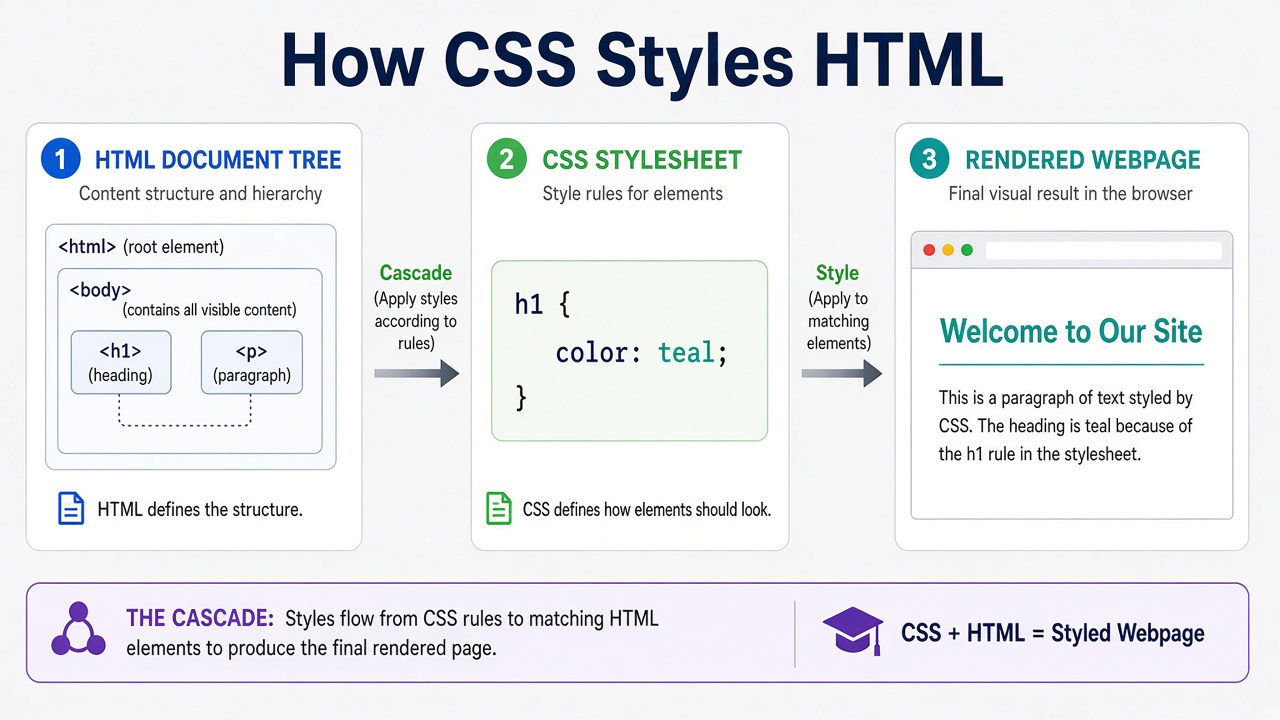 How CSS Styles HTML
1 HTML DOCUMENT TREE
Content structure and hierarchy
<html> (root element)
<body>
(contains all visible content)
<h1>
(heading)
<p>
(paragraph)
HTML defines the structure.
Cascade
(Apply styles
according to
rules)
2 CSS STYLESHEET
Style rules for elements
h1 {
color: teal;
}
CSS defines how elements should look.
Style
(Apply to
matching
elements)
3 RENDERED WEBPAGE
Final visual result in the browser
Welcome to Our Site
This is a paragraph of text styled by
CSS. The heading is teal because of
the h1 rule in the stylesheet.
THE CASCADE: Styles flow from CSS rules to matching HTML
elements to produce the final rendered page.
CSS + HTML = Styled Webpage